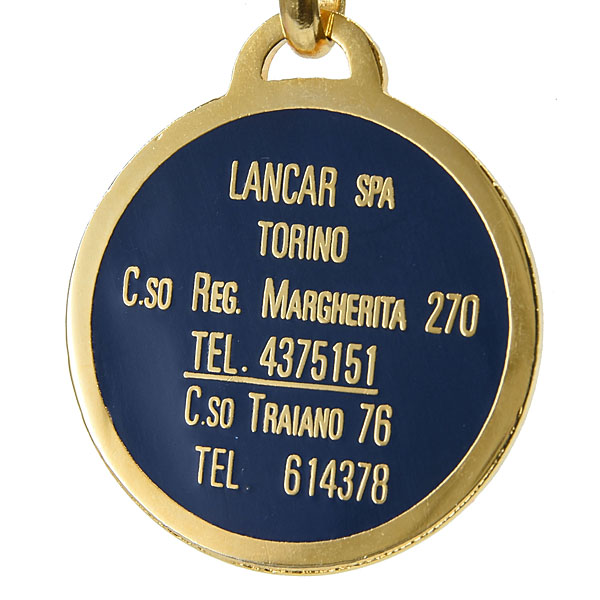 LANCAR SPA
TORINO
C.SO REG. MARGHERITA 270
TEL. 4375151
C.SO TRAIANO 76
TEL 614378